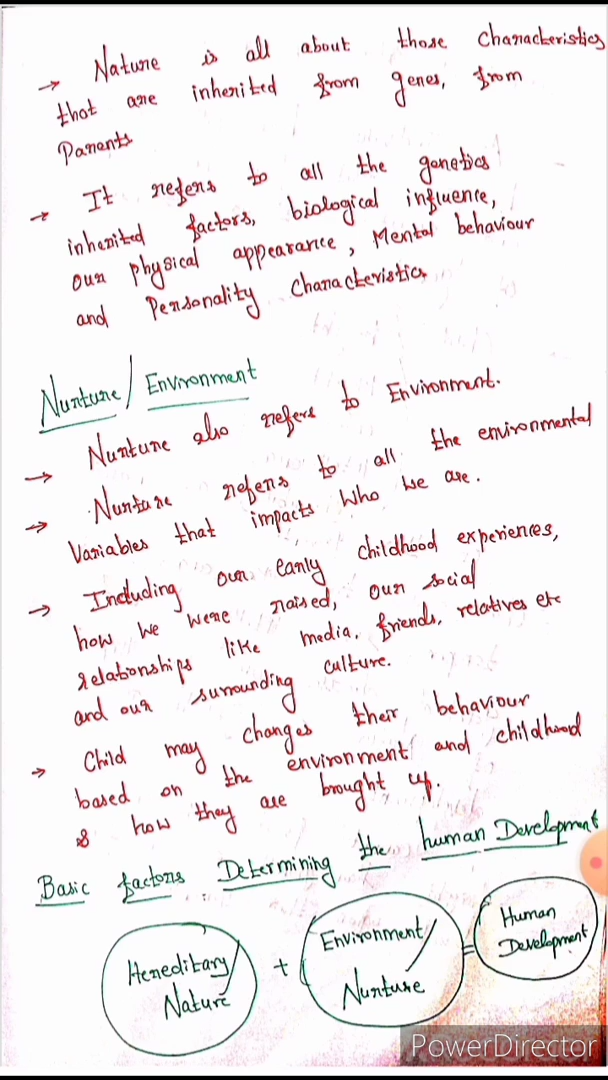 → Nature is all about those characteristics
that are inherited from genes, from
Parents
→ It refers to all the genetics
inherited factors, biological influence,
our physical appearance, Mental behaviour
and Personality Characteristics
Nurture/Environment
→ Nurture also refers to Environment.
→ Nurture refers to all the environmental
Variables that impacts who we are.
→ Including our early childhood experiences,
how we were raised, our social
relationships like media, friends, relatives etc
and our surrounding culture.
→ Child may changes their behaviour
based on the environment and childhood
& how they are brought up.
Basic factors Determining the human Development
Hereditary/
Nature
+
Environment/
Nurture
=
Human
Development
PowerDirector